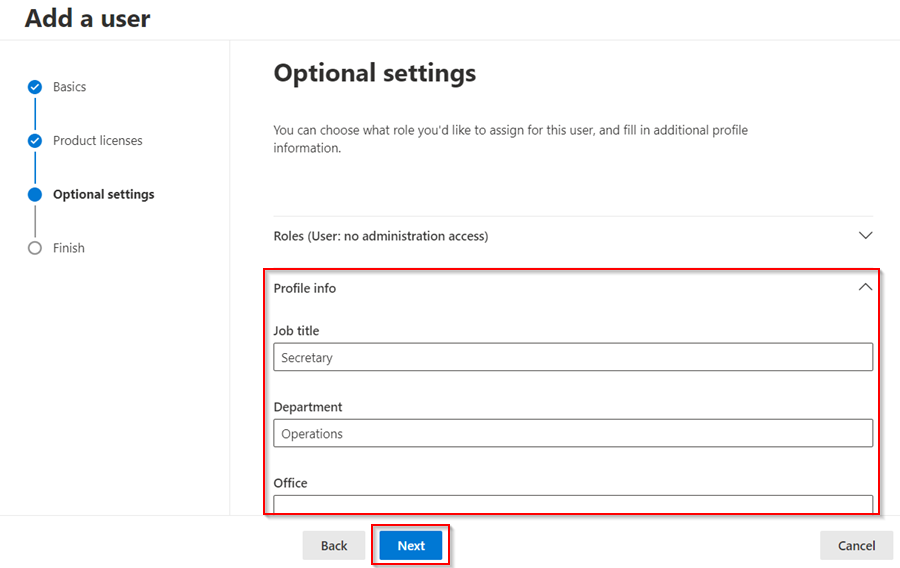 Add a user
Basics
Product licenses
Optional settings
Finish
Optional settings
You can choose what role you'd like to assign for this user, and fill in additional profile
information.
Roles (User: no administration access)
Profile info
Job title
Secretary
Department
Operations
Office
Back
Next
Cancel